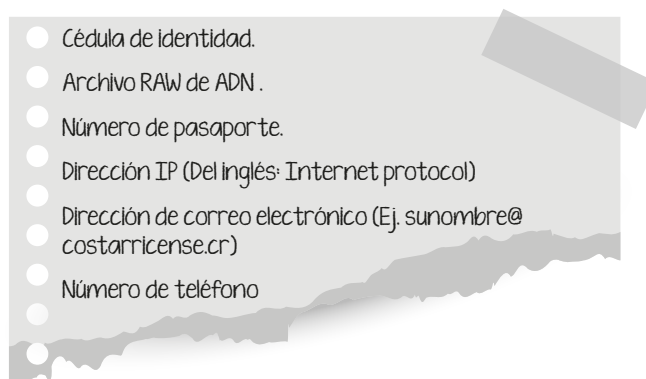 Cédula de identidad.
Archivo RAW de ADN .
Número de pasaporte.
Dirección IP (Del inglés: Internet protocol)
Dirección de correo electrónico (Ej. sunombre@
costarricense.cr)
Número de teléfono